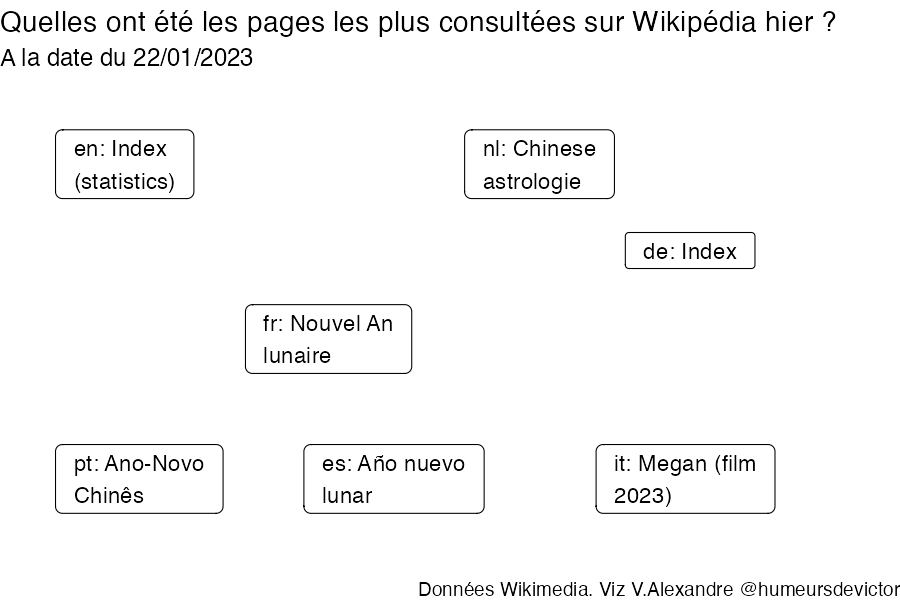 Quelles ont été les pages les plus consultées sur Wikipédia hier ?
A la date du 22/01/2023
en: Index
(statistics)
nl: Chinese
astrologie
de: Index
fr: Nouvel An
lunaire
pt: Ano-Novo
Chinês
es: Año nuevo
lunar
it: Megan (film
2023)
Données Wikimedia. Viz V.Alexandre @humeursdevictor